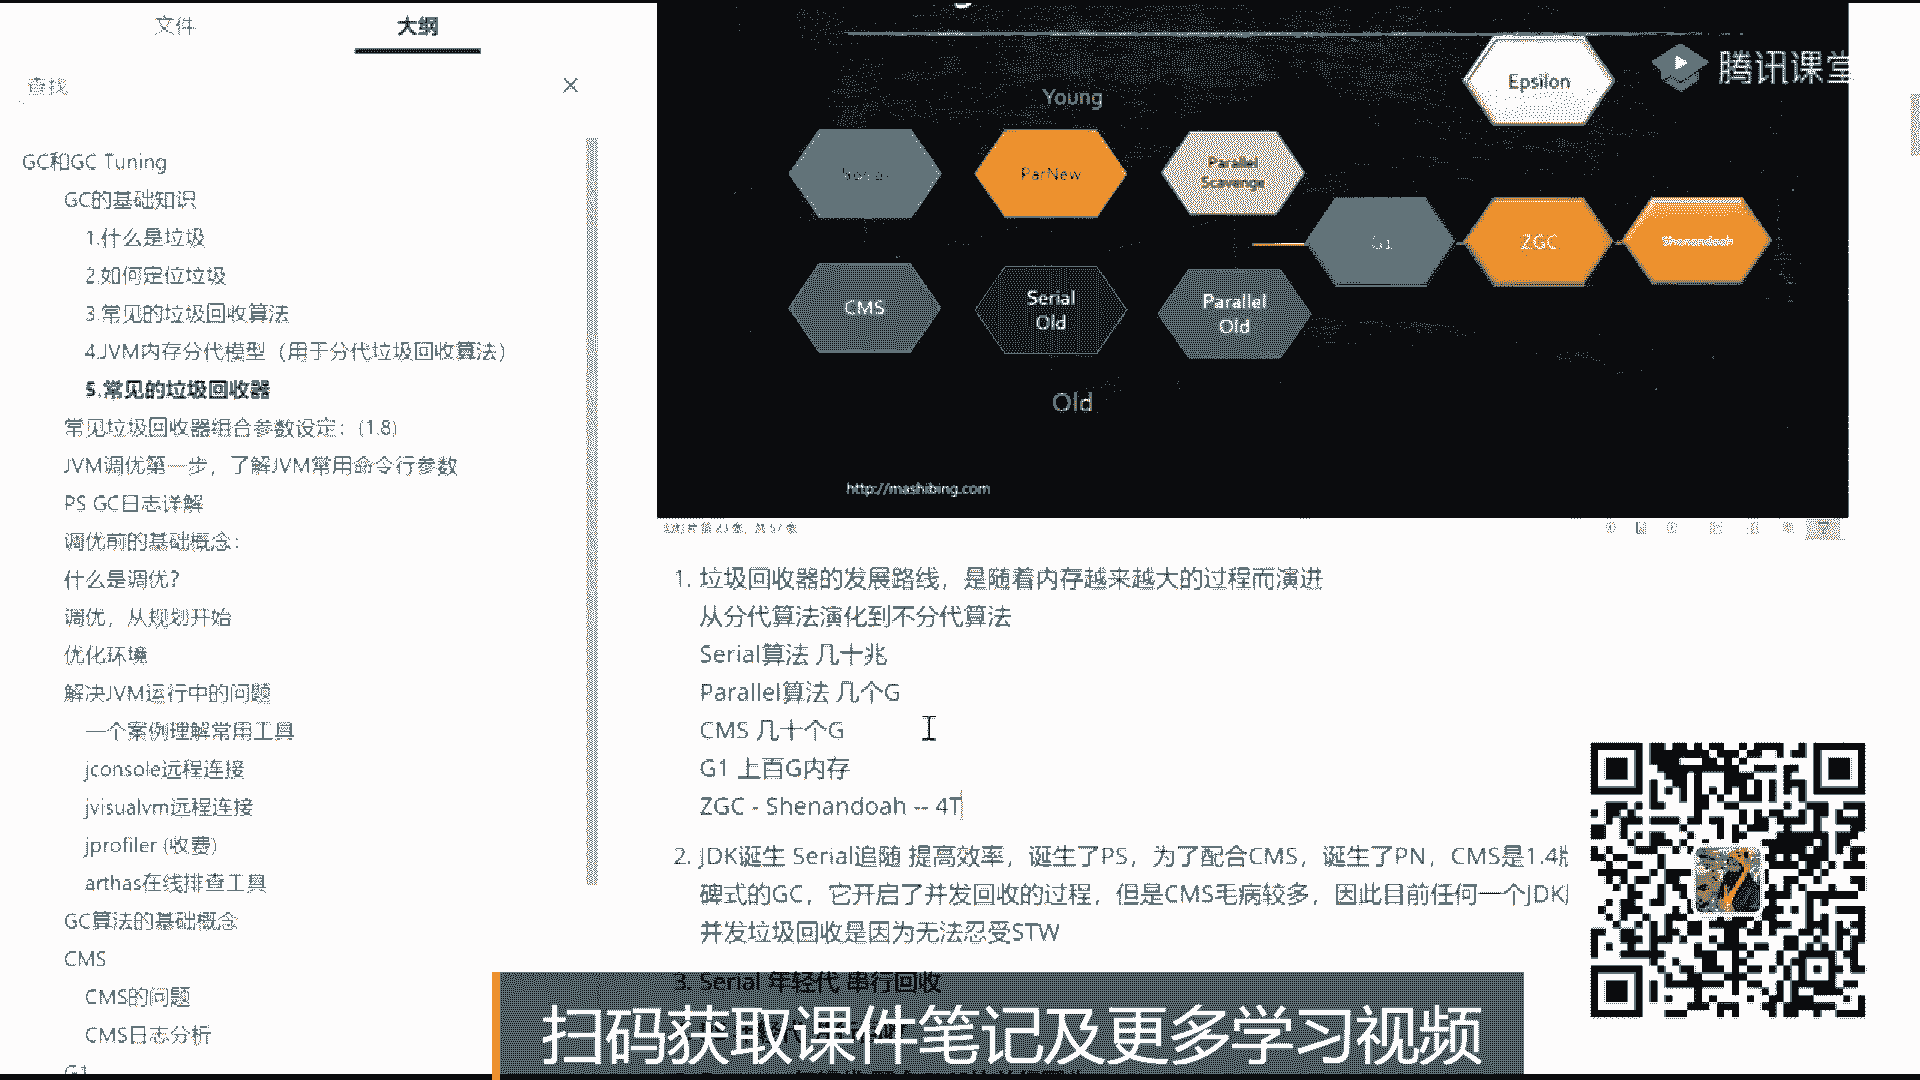 文件
大纲
查找
GC和GC Tuning
GC的基础知识
1.什么是垃圾
2.如何定位垃圾
3.常见的垃圾回收算法
4.JVM内存分代模型（用于分代垃圾回收算法）
5.常见的垃圾回收器
常见垃圾回收器组合参数设定：(1.8)
JVM调优第一步，了解JVM常用命令行参数
PS GC日志详解
调优前的基础概念：
什么是调优？
调优，从规划开始
优化环境
解决JVM运行中的问题
一个案例理解常用工具
jconsole远程连接
jvisualvm远程连接
jprofiler (收费)
arthas在线排查工具
GC算法的基础概念
CMS
CMS的问题
CMS日志分析
G1
腾讯课堂
Epsilon
Young
Serial
ParNew
Parallel
Scavenge
G1
ZGC
Shenandoah
CMS
Serial
Old
Parallel
Old
Old
http://mashibing.com
1. 垃圾回收器的发展路线，是随着内存越来越大的过程而演进
从分代算法演化到不分代算法
Serial算法 几十兆
Parallel算法 几个G
CMS 几十个G
G1 上百G内存
ZGC - Shenandoah -- 4T
2. JDK诞生 Serial追随 提高效率，诞生了PS，为了配合CMS，诞生了PN，CMS是1.4
碑式的GC，它开启了并发回收的过程，但是CMS毛病较多，因此目前任何一个JDK
并发垃圾回收是因为无法忍受STW
3. Serial 年轻代 串行回收
扫码获取课件笔记及更多学习视频